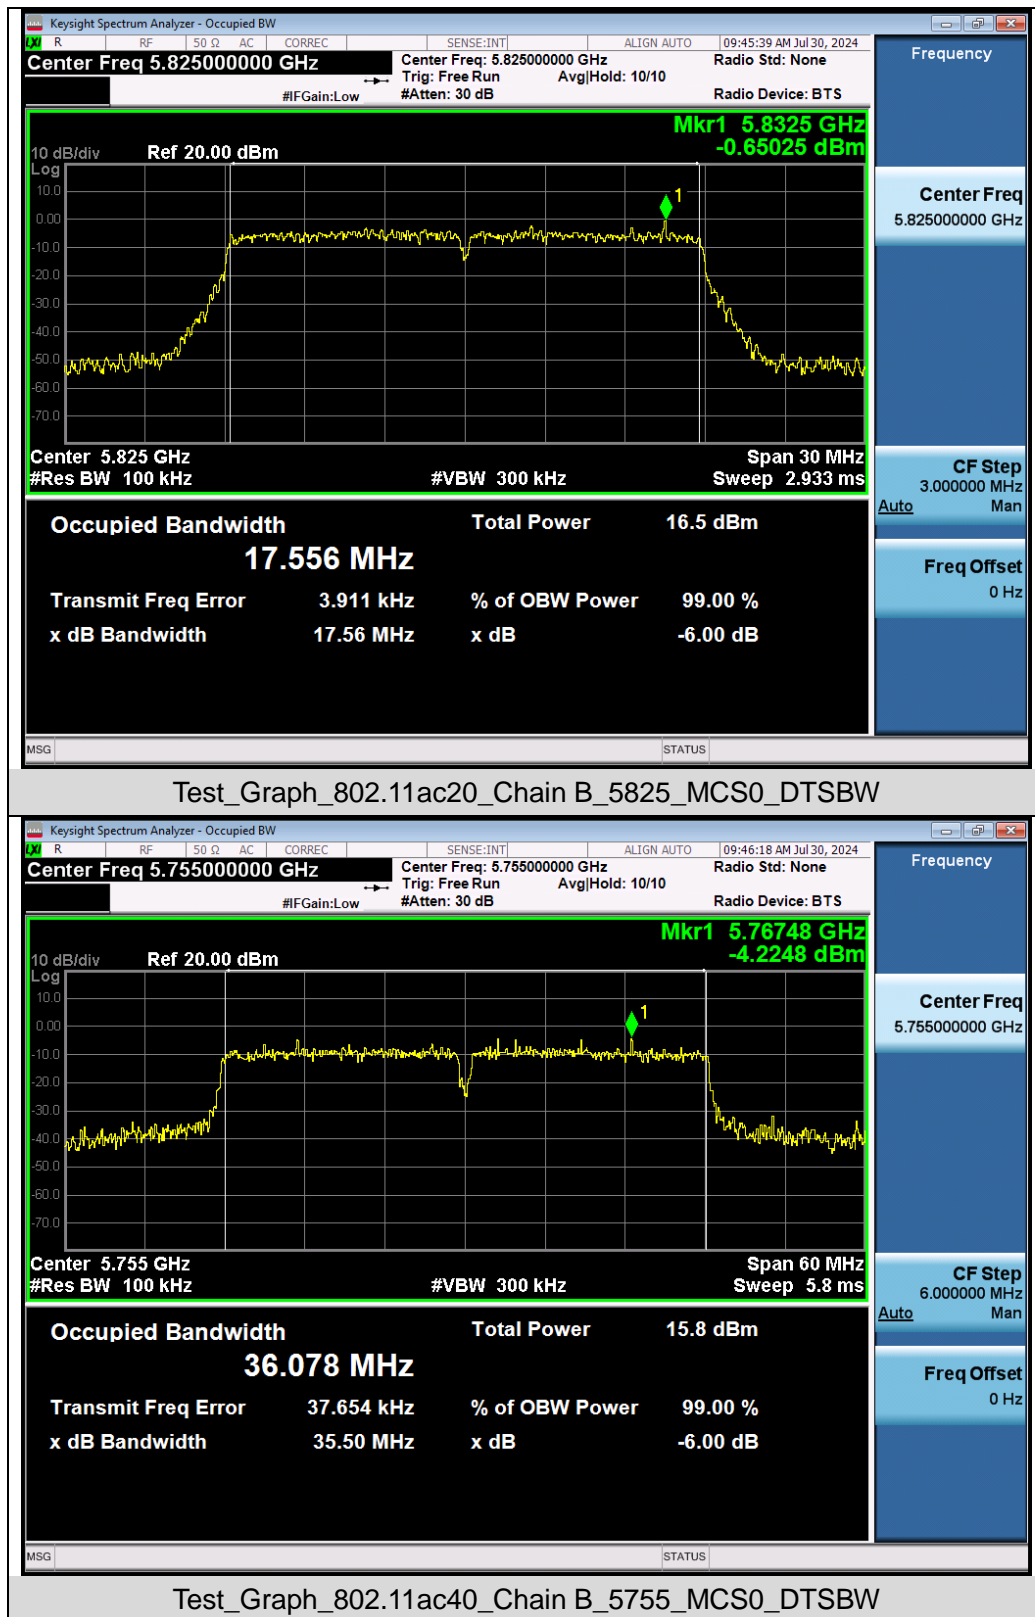 Keysight Spectrum Analyzer - Occupied BW
LXI R RF 50 Ω AC CORREC SENSE:INT ALIGN AUTO 09:45:39 AM Jul 30, 2024
Center Freq 5.825000000 GHz
Center Freq: 5.825000000 GHz
Radio Std: None
Trig: Free Run Avg|Hold: 10/10
#IFGain:Low #Atten: 30 dB Radio Device: BTS
Frequency
Mkr1 5.8325 GHz
-0.65025 dBm
10 dB/div Ref 20.00 dBm
Log
10.0
0.00
-10.0
-20.0
-30.0
-40.0
-50.0
-60.0
-70.0
1
Center Freq
5.825000000 GHz
Center 5.825 GHz Span 30 MHz
#Res BW 100 kHz #VBW 300 kHz Sweep 2.933 ms
CF Step
3.000000 MHz
Auto Man
Freq Offset
0 Hz
Occupied Bandwidth Total Power 16.5 dBm
17.556 MHz
Transmit Freq Error 3.911 kHz % of OBW Power 99.00 %
x dB Bandwidth 17.56 MHz x dB -6.00 dB
MSG STATUS
Test_Graph_802.11ac20_Chain B_5825_MCS0_DTSBW
Keysight Spectrum Analyzer - Occupied BW
LXI R RF 50 Ω AC CORREC SENSE:INT ALIGN AUTO 09:46:18 AM Jul 30, 2024
Center Freq 5.755000000 GHz
Center Freq: 5.755000000 GHz
Radio Std: None
Trig: Free Run Avg|Hold: 10/10
#IFGain:Low #Atten: 30 dB Radio Device: BTS
Frequency
Mkr1 5.76748 GHz
-4.2248 dBm
10 dB/div Ref 20.00 dBm
Log
10.0
0.00
-10.0
-20.0
-30.0
-40.0
-50.0
-60.0
-70.0
1
Center Freq
5.755000000 GHz
Center 5.755 GHz Span 60 MHz
#Res BW 100 kHz #VBW 300 kHz Sweep 5.8 ms
CF Step
6.000000 MHz
Auto Man
Freq Offset
0 Hz
Occupied Bandwidth Total Power 15.8 dBm
36.078 MHz
Transmit Freq Error 37.654 kHz % of OBW Power 99.00 %
x dB Bandwidth 35.50 MHz x dB -6.00 dB
MSG STATUS
Test_Graph_802.11ac40_Chain B_5755_MCS0_DTSBW